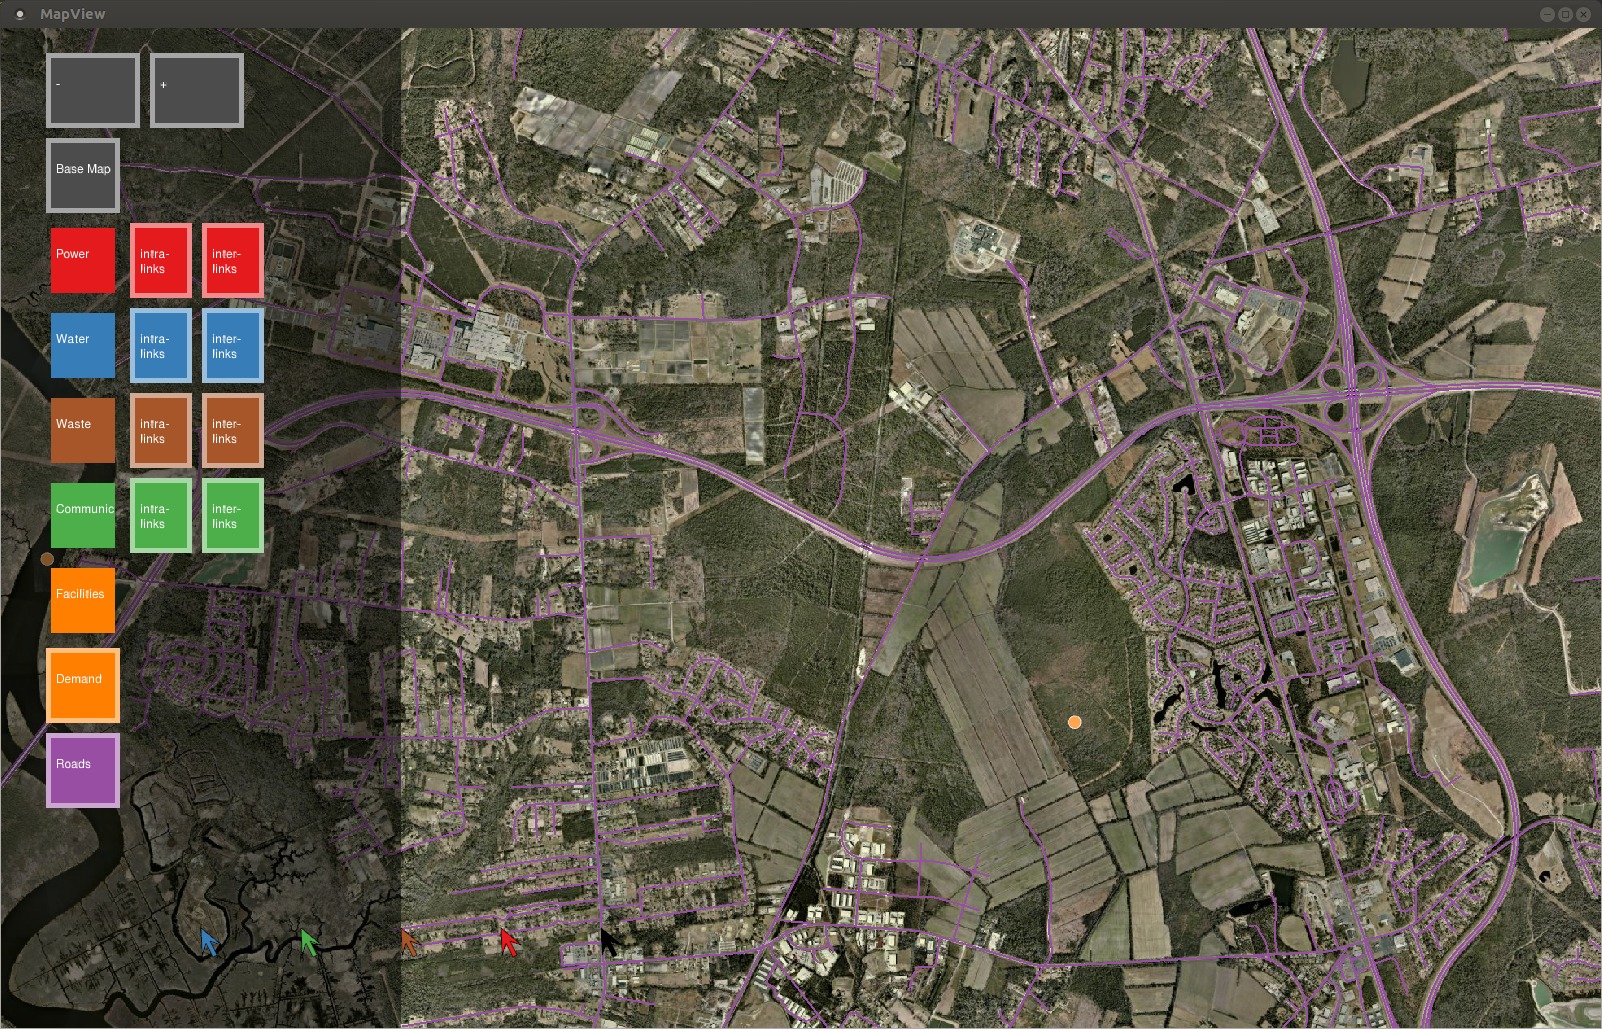 MapView
-
+
Base Map
Power
intra-
links
inter-
links
Water
intra-
links
inter-
links
Waste
intra-
links
inter-
links
Communic
intra-
links
inter-
links
Facilities
Demand
Roads